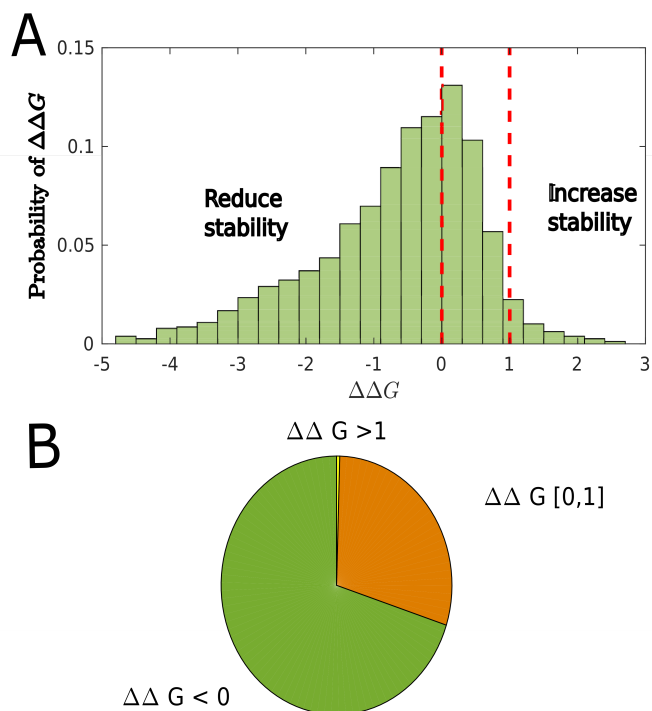 A
0.15
0.1
0.05
0
Probability of ΔΔG
Reduce
stability
Increase
stability
-5 -4 -3 -2 -1 0 1 2 3
ΔΔG
B
ΔΔ G >1
ΔΔ G [0,1]
ΔΔ G < 0